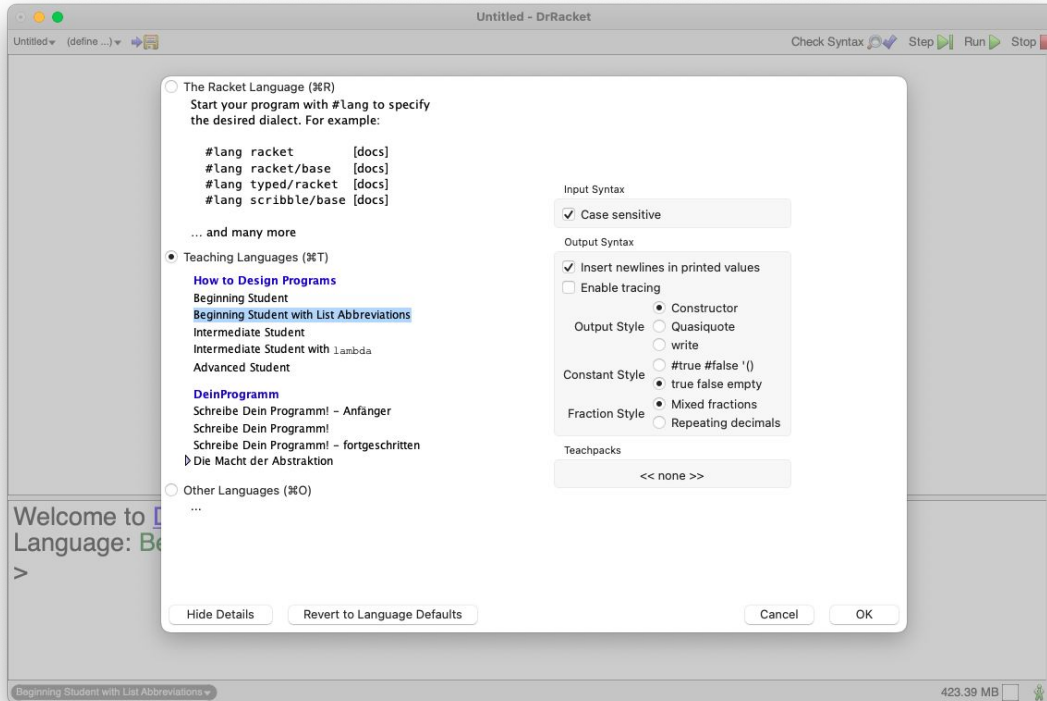 Untitled - DrRacket
Untitled (define ...) Check Syntax Step Run Stop
The Racket Language (⌘R)
Start your program with #lang to specify
the desired dialect. For example:
#lang racket [docs]
#lang racket/base [docs]
#lang typed/racket [docs]
#lang scribble/base [docs]
... and many more
Teaching Languages (⌘T)
How to Design Programs
Beginning Student
Beginning Student with List Abbreviations
Intermediate Student
Intermediate Student with lambda
Advanced Student
DeinProgramm
Schreibe Dein Programm! - Anfänger
Schreibe Dein Programm!
Schreibe Dein Programm! - fortgeschritten
Die Macht der Abstraktion
Other Languages (⌘O)
...
Input Syntax
Case sensitive
Output Syntax
Insert newlines in printed values
Enable tracing
Output Style
Constructor
Quasiquote
write
Constant Style
#true #false '()
true false empty
Fraction Style
Mixed fractions
Repeating decimals
Teachpacks
<< none >>
Hide Details Revert to Language Defaults Cancel OK
Welcome to
Language: Be
>
Beginning Student with List Abbreviations 423.39 MB